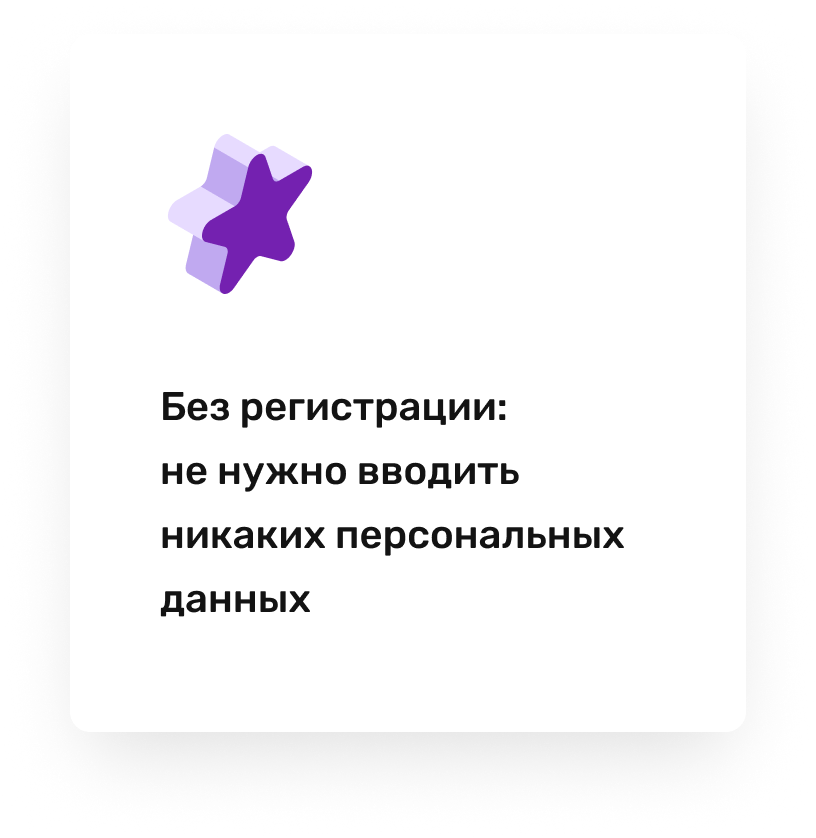 Без регистрации:
не нужно вводить
никаких персональных
данных